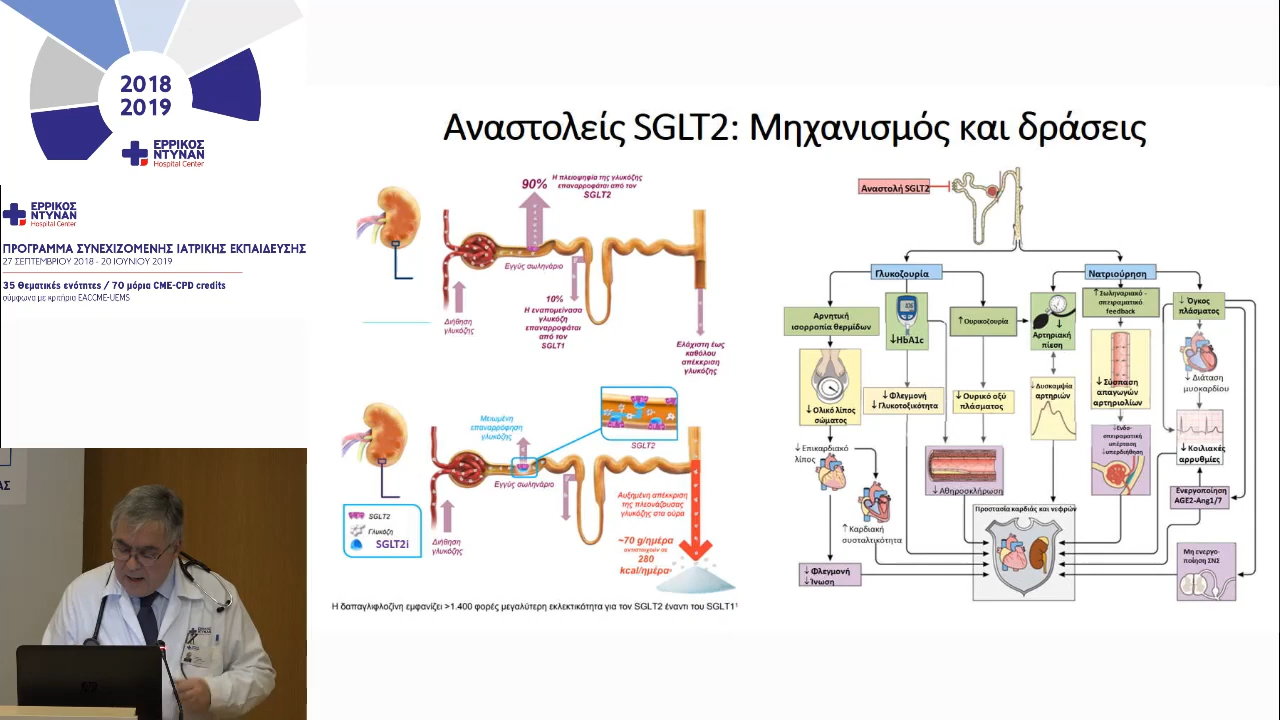 2018
2019
ΕΡΡΙΚΟΣ
ΝΤΥΝΑΝ
Hospital Center
ΕΡΡΙΚΟΣ
ΝΤΥΝΑΝ
Hospital Center
ΠΡΟΓΡΑΜΜΑ ΣΥΝΕΧΙΖΟΜΕΝΗΣ ΙΑΤΡΙΚΗΣ ΕΚΠΑΙΔΕΥΣΗΣ
27 ΣΕΠΤΕΜΒΡΙΟΥ 2018 - 20 ΙΟΥΝΙΟΥ 2019
35 θεματικές ενότητες / 70 μόρια CME-CPD credits
σύμφωνα με κριτήρια EACCME-UEMS
ΑΣ
Αναστολείς SGLT2: Μηχανισμός και δράσεις
90%
Η πλειοψηφία της γλυκόζης
επαναρροφάται από τον
SGLT2
Εγγύς σωληνάριο
Διήθηση
γλυκόζης
10%
Η εναπομείνασα
γλυκόζη
επαναρροφάται
από τον
SGLT1
Ελάχιστη έως
καθόλου
απέκκριση
γλυκόζης
Μειωμένη
επαναρρόφηση
γλυκόζης
SGLT2
Εγγύς σωληνάριο
SGLT2
Γλυκόζη
SGLT2i
Διήθηση
γλυκόζης
Αυξημένη απέκκριση
της πλεονάζουσας
γλυκόζης στα ούρα
~70 g/ημέρα
280
kcal/ημέρα
Η δαπαγλιφλοζίνη εμφανίζει >1.400 φορές μεγαλύτερη εκλεκτικότητα για τον SGLT2 έναντι του SGLT1¹
Αναστολή SGLT2
Γλυκοζουρία
Νατριούρηση
Αρνητική
ισορροπία θερμίδων
↓HbA1c
↑Ουρικοζουρία
↓
Αρτηριακή
πίεση
↑Σωληναριακό -
σπειραματικό
feedback
↓ Όγκος
πλάσματος
↓ Ολικό λίπος
σώματος
↓Φλεγμονή
↓Γλυκοτοξικότητα
↓Ουρικό οξύ
πλάσματος
↓Δυσκαμψία
αρτηριών
↓Σύσπαση
απαγωγών
αρτηριολίων
↓ Διάταση
μυοκαρδίου
↓Επικαρδιακό
λίπος
↑ Καρδιακή
συσταλτικότητα
↓Αθηροσκλήρωση
↓Ενδο-
σπειραματική
υπέρταση
↓υπερδιήθηση
↓Κοιλιακές
αρρυθμίες
Ενεργοποίηση
AGE2-Ang1/7
Προστασία καρδιάς και νεφρών
↓Φλεγμονή
↓Ίνωση
Μη ενεργο-
ποίηση ΣΝΣ